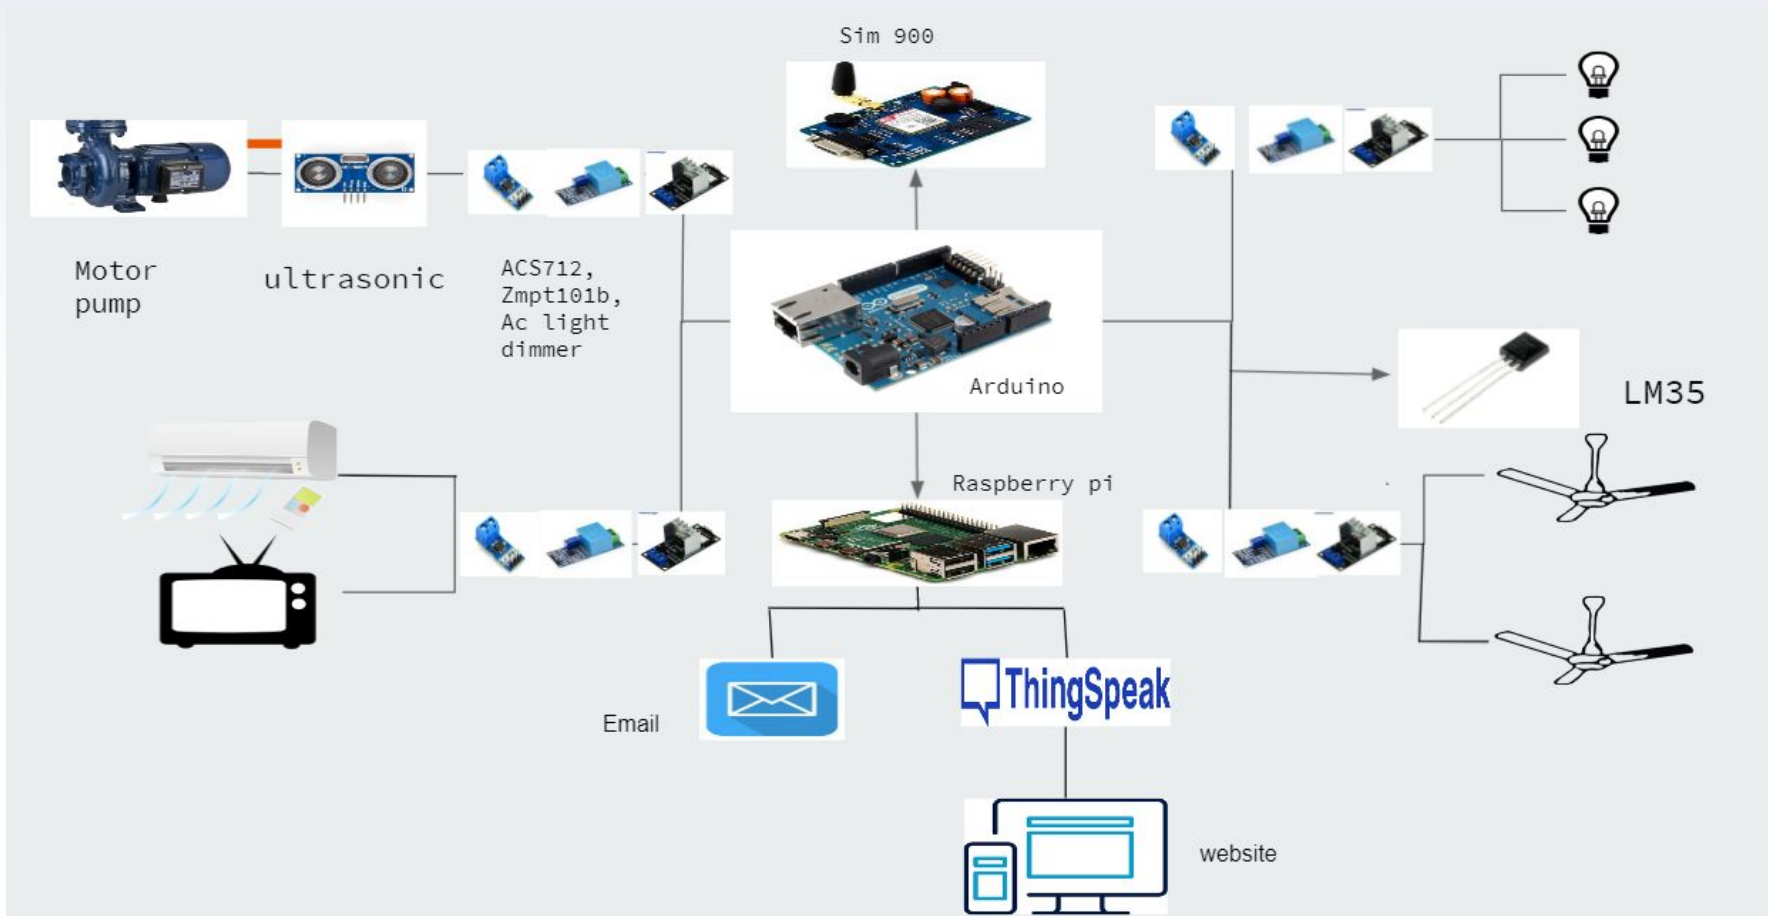 Sim 900
Motor
pump
ultrasonic
ACS712,
Zmpt101b,
Ac light
dimmer
Arduino
LM35
Raspberry pi
ThingSpeak
Email
website